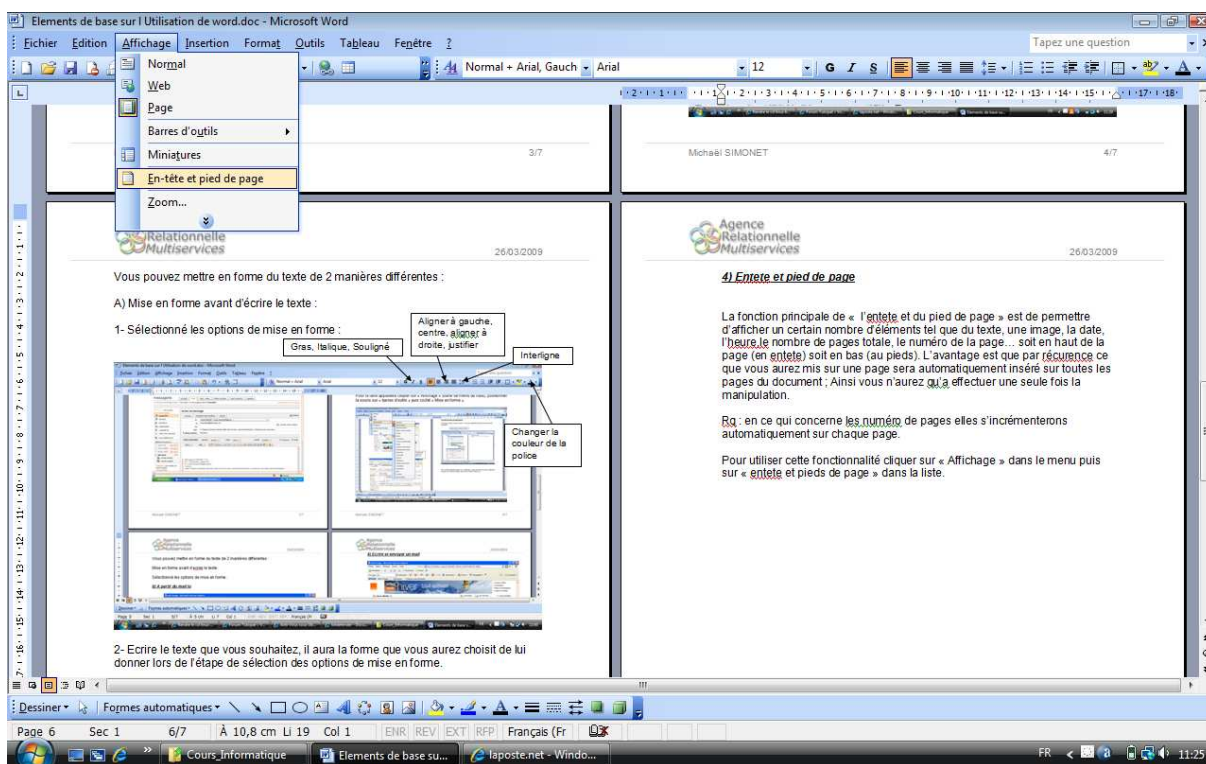 Elements de base sur l Utilisation de word.doc - Microsoft Word
Eichier Edition Affichage Insertion Format Outils Tableau Fenêtre ?
Tapez une question
Normal + Arial, Gauch Arial 12 G I S
Normal
Web
Page
Barres d'outils
Miniatures
En-tête et pied de page
Zoom...
3/7
Michaël SIMONET 4/7
Agence
Relationnelle
Multiservices
26/03/2009
Vous pouvez mettre en forme du texte de 2 manières différentes :
A) Mise en forme avant d'écrire le texte :
1- Sélectionné les options de mise en forme :
Gras, Italique, Souligné
Aligner à gauche,
centre, aligner à
droite, justifier
Interligne
Changer la
couleur de la
police
2- Ecrire le texte que vous souhaitez, il aura la forme que vous aurez choisit de lui
donner lors de l'étape de sélection des options de mise en forme.
Agence
Relationnelle
Multiservices
26/03/2009
4) Entete et pied de page
La fonction principale de « l'entete et du pied de page » est de permettre
d'afficher un certain nombre d'éléments tel que du texte, une image, la date,
l'heure,le nombre de pages totale, le numéro de la page... soit en haut de la
page (en entete) soit en bas (au pieds). L'avantage est que par récurence ce
que vous aurez mis sur une page sera automatiquement inséré sur toutes les
pages du document ; Ainsi vous n'aurez qu'a effectuer une seule fois la
manipulation.
Rq : en ce qui concerne les numéro de pages elles s'incrémenterons
automatiquement sur chaque page.
Pour utiliser cette fonctionnalité cliquer sur « Affichage » dans le menu puis
sur « entete et pieds de page » dans la liste.
Dessiner Formes automatiques
Page 6 Sec 1 6/7 À 10,8 cm Li 19 Col 1 ENR REV EXT RFP Français (Fr
Cours_Informatique Elements de base su... laposte.net - Windo... FR 11:25